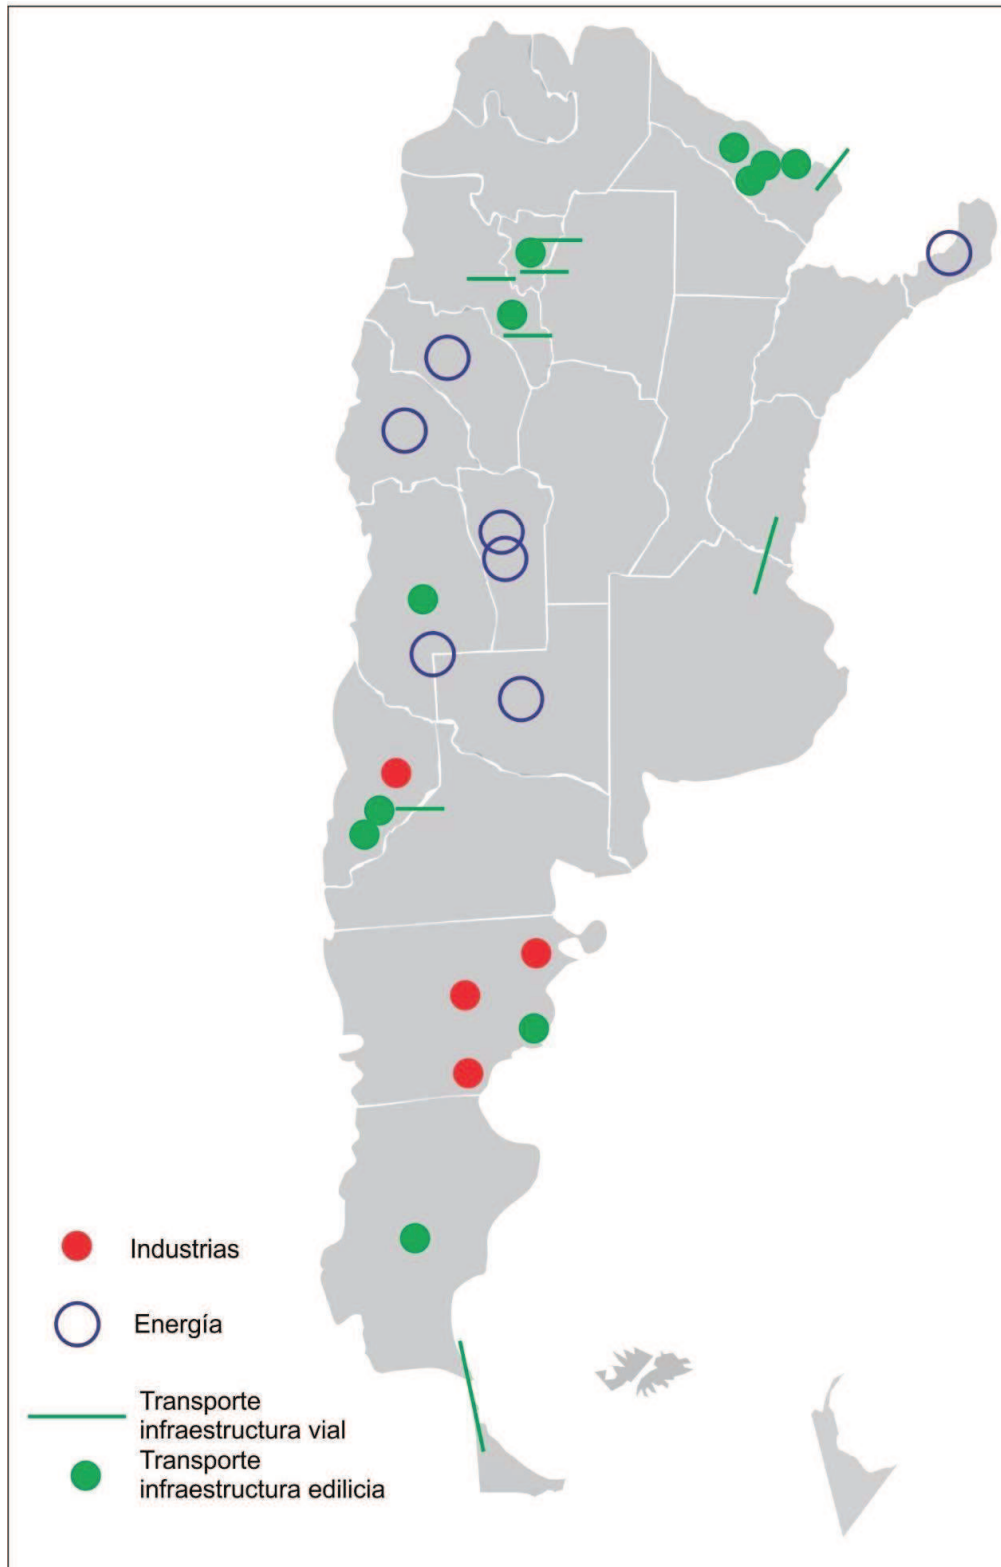 Industrias
Energía
Transporte
infraestructura vial
Transporte
infraestructura edilicia